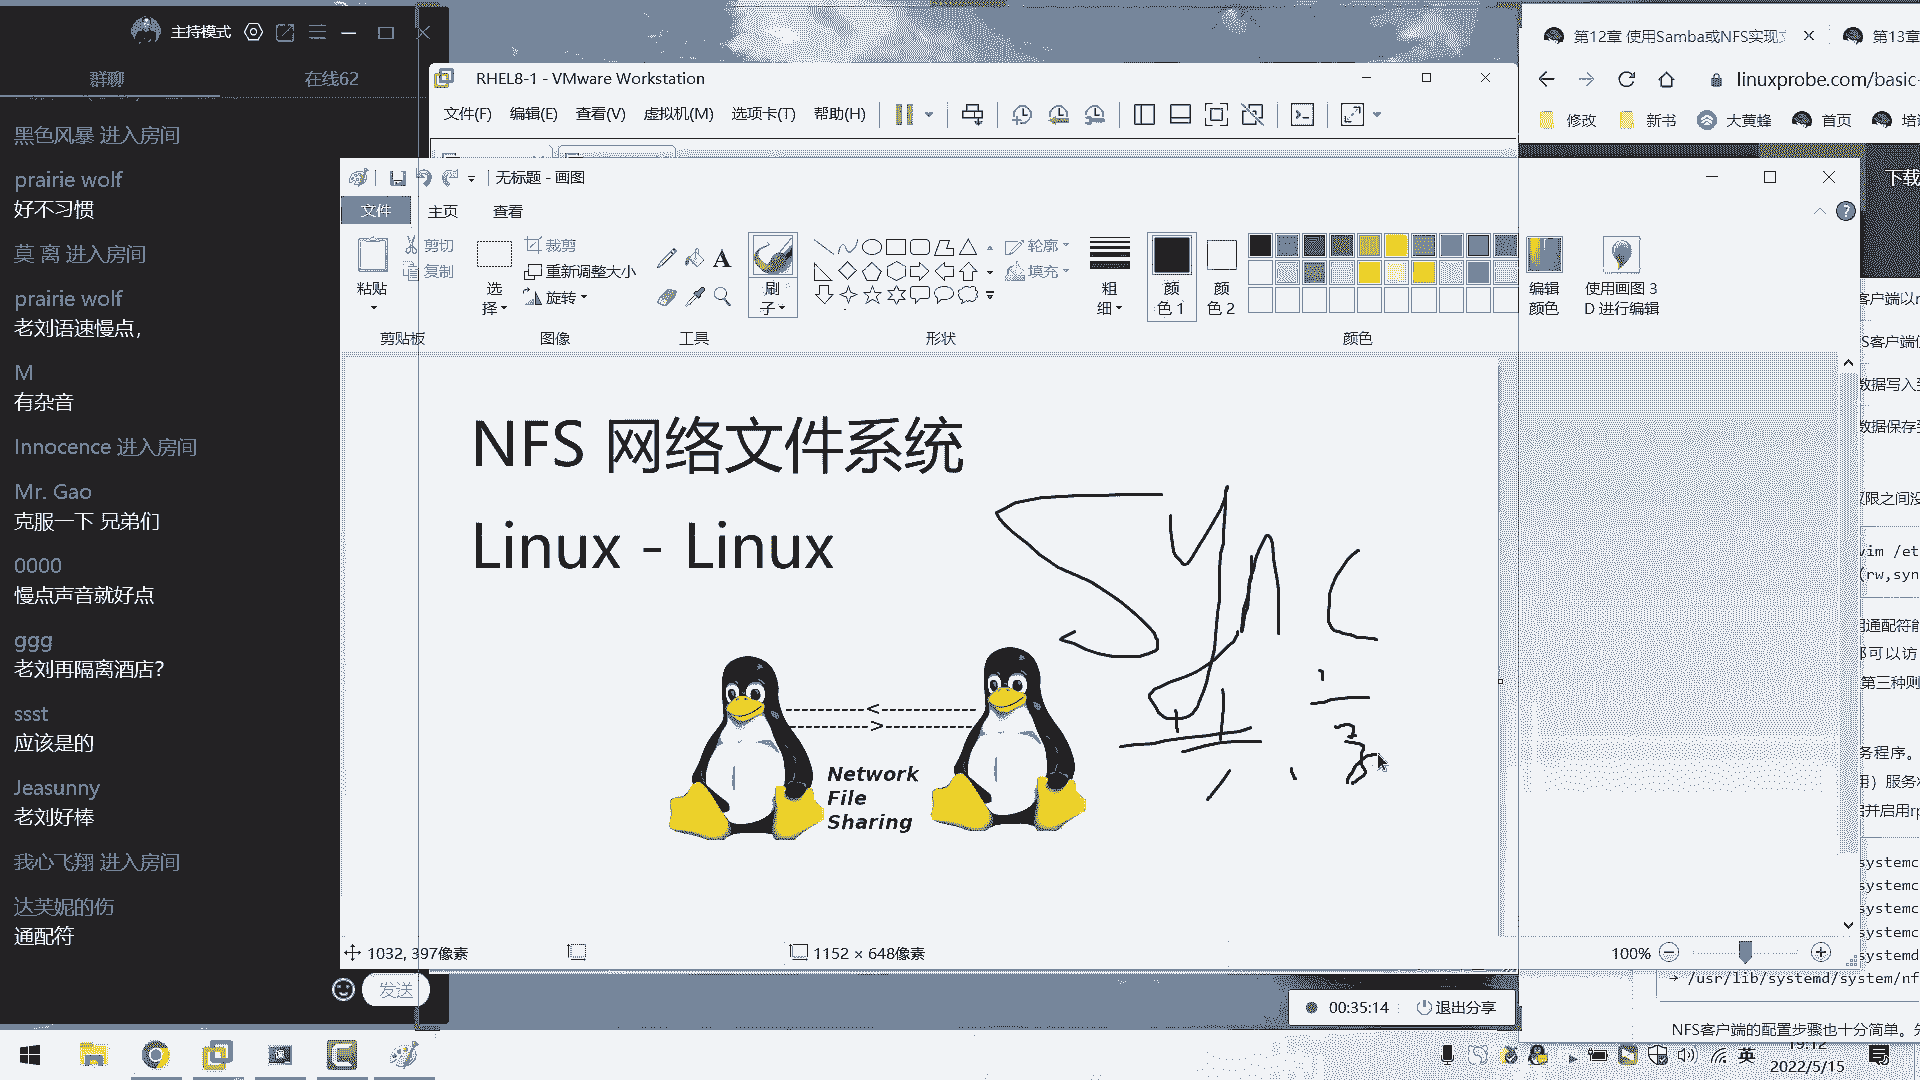 主持模式
群聊 在线62
黑色风暴 进入房间
prairie wolf
好不习惯
莫 离 进入房间
prairie wolf
老刘语速慢点,
M
有杂音
Innocence 进入房间
Mr. Gao
克服一下 兄弟们
0000
慢点声音就好点
ggg
老刘再隔离酒店?
ssst
应该是的
Jeasunny
老刘好棒
我心飞翔 进入房间
达芙妮的伤
通配符
发送
RHEL8-1 - VMware Workstation
文件(F) 编辑(E) 查看(V) 虚拟机(M) 选项卡(T) 帮助(H)
无标题 - 画图
文件 主页 查看
粘贴
剪切
复制
剪贴板
选择
裁剪
重新调整大小
旋转
图像
工具
刷子
轮廓
填充
形状
粗细
颜色 1
颜色 2
颜色
编辑颜色
使用画图 3
D 进行编辑
NFS 网络文件系统
Linux - Linux
SYNC
Network
File
Sharing
1032, 397像素
1152 × 648像素
100%
00:35:14
退出分享
第12章 使用Samba或NFS实现
第13章
linuxprobe.com/basic-
修改 新书 大黄蜂 首页
下载
客户端以
S客户端
数据写入
数据保存
权限之间
vim /et
(rw,syn
用通配符
都可以访
第三种则
务程序。
用）服务
并启用rp
systemc
systemc
systemc
systemc
systemd
→ /usr/lib/systemd/system/nf
NFS客户端的配置步骤也十分简单。
英
19:12
2022/5/15